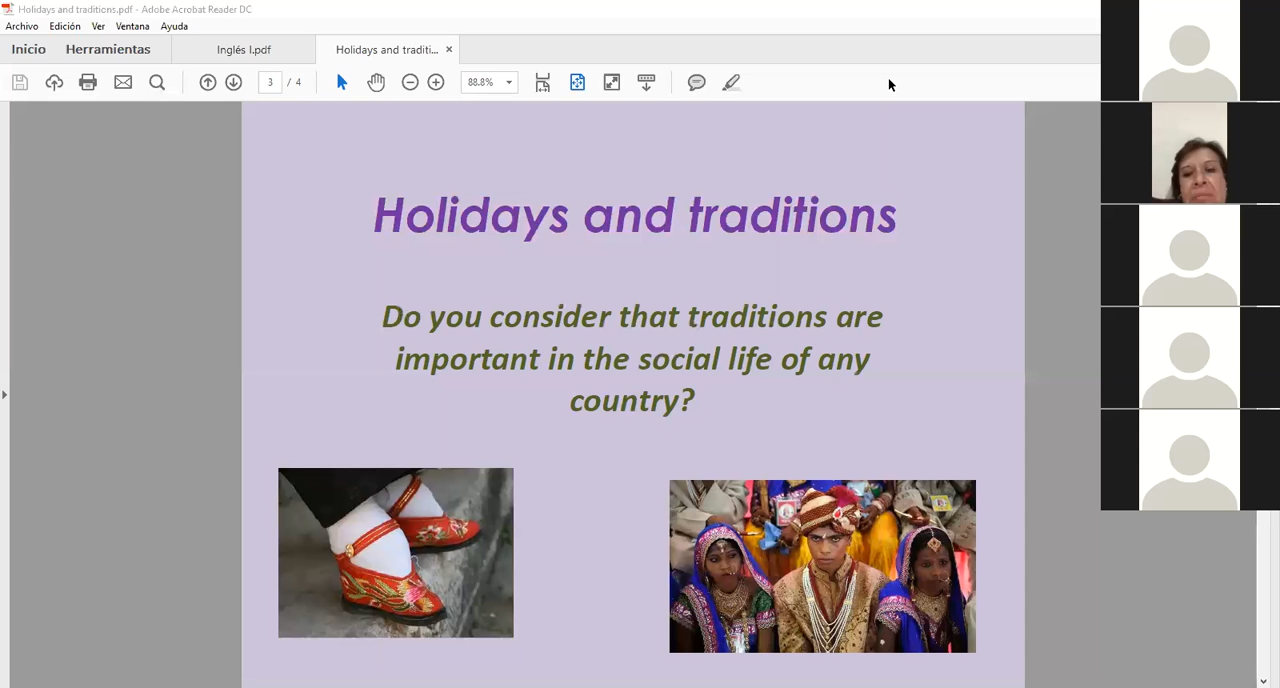 Holidays and traditions.pdf - Adobe Acrobat Reader DC
Archivo Edición Ver Ventana Ayuda
Inicio Herramientas Inglés I.pdf Holidays and traditi... ×
3 / 4 88.8%
Holidays and traditions
Do you consider that traditions are
important in the social life of any
country?